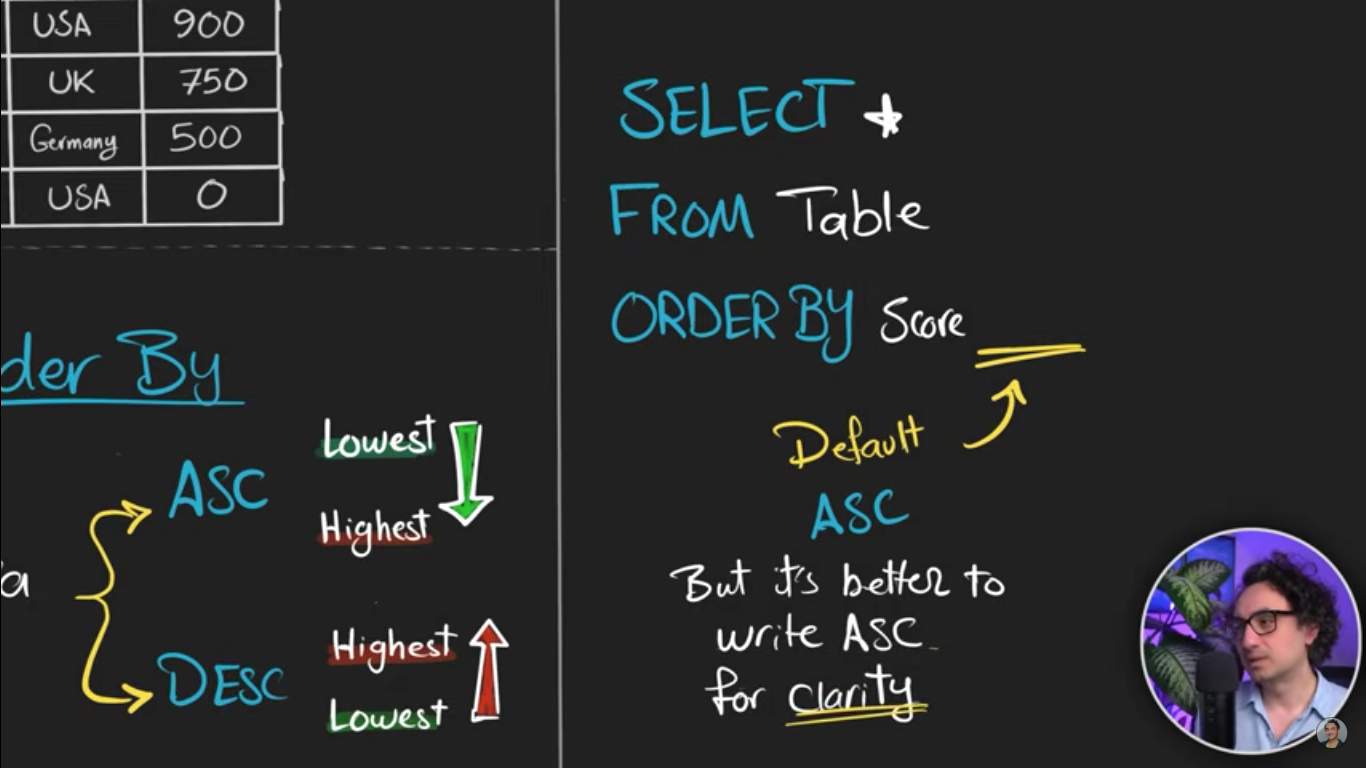 USA 900
UK 750
Germany 500
USA 0
der By
a
ASC
Lowest
Highest
DESC
Highest
Lowest
SELECT *
FROM Table
ORDER BY Score
Default
ASC
But it's better to
write ASC
for clarity